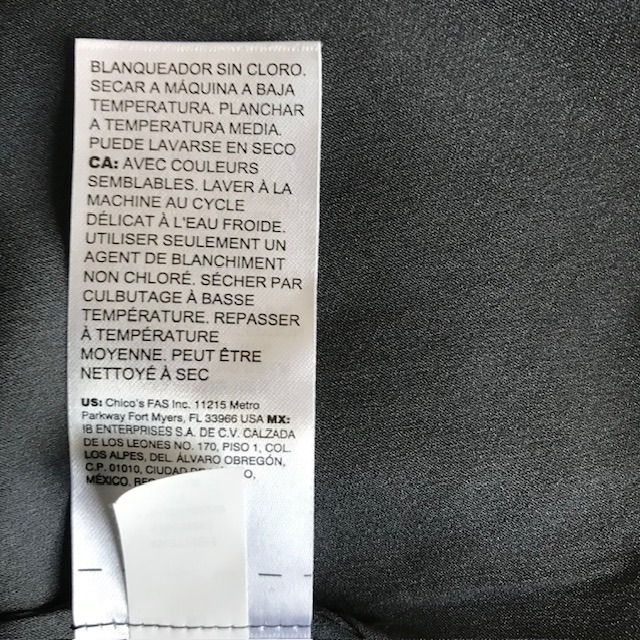 BLANQUEADOR SIN CLORO.
SECAR A MÁQUINA A BAJA
TEMPERATURA. PLANCHAR
A TEMPERATURA MEDIA.
PUEDE LAVARSE EN SECO
CA: AVEC COULEURS
SEMBLABLES. LAVER À LA
MACHINE AU CYCLE
DÉLICAT À L'EAU FROIDE.
UTILISER SEULEMENT UN
AGENT DE BLANCHIMENT
NON CHLORÉ. SÉCHER PAR
CULBUTAGE À BASSE
TEMPÉRATURE. REPASSER
À TEMPÉRATURE
MOYENNE. PEUT ÊTRE
NETTOYÉ À SEC
US: Chico's FAS Inc. 11215 Metro
Parkway Fort Myers, FL 33966 USA MX:
IB ENTERPRISES S.A. DE C.V. CALZADA
DE LOS LEONES NO. 170, PISO 1, COL.
LOS ALPES, DEL. ÁLVARO OBREGÓN,
C.P. 01010, CIUDAD
MÉXICO.